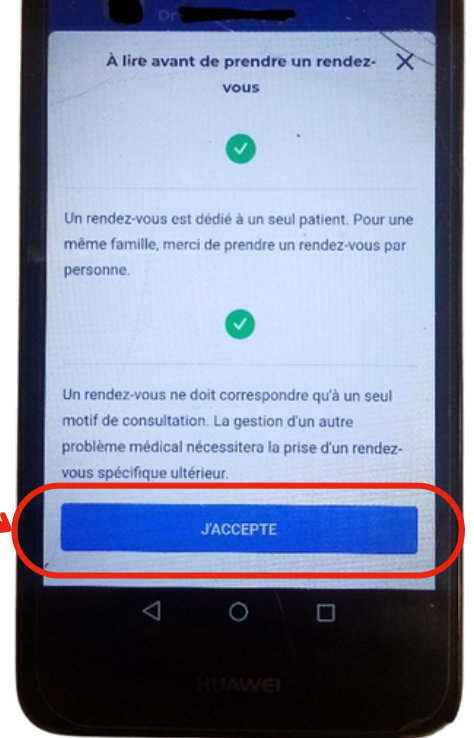 Dr
À lire avant de prendre un rendez-
vous
Un rendez-vous est dédié à un seul patient. Pour une
même famille, merci de prendre un rendez-vous par
personne.
Un rendez-vous ne doit correspondre qu'à un seul
motif de consultation. La gestion d'un autre
problème médical nécessitera la prise d'un rendez-
vous spécifique ultérieur.
J'ACCEPTE
HUAWEI